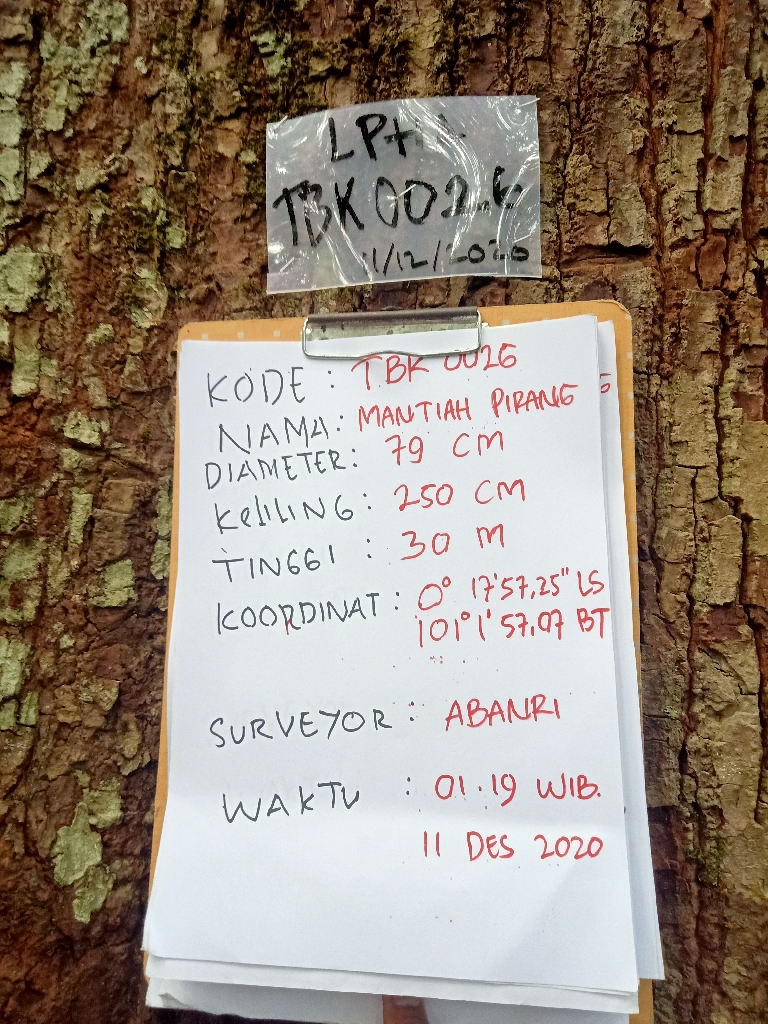 TBK 0026
11/12/2020
KODE : TBK 0026
NAMA : MANTIAH PIRANG
DIAMETER : 79 CM
KELILING : 250 CM
TINGGI : 30 M
KOORDINAT : 0° 17'57,25" LS
101° 1' 57,07 BT
SURVEYOR : ABANRI
WAKTU : 01.19 WIB.
11 DES 2020